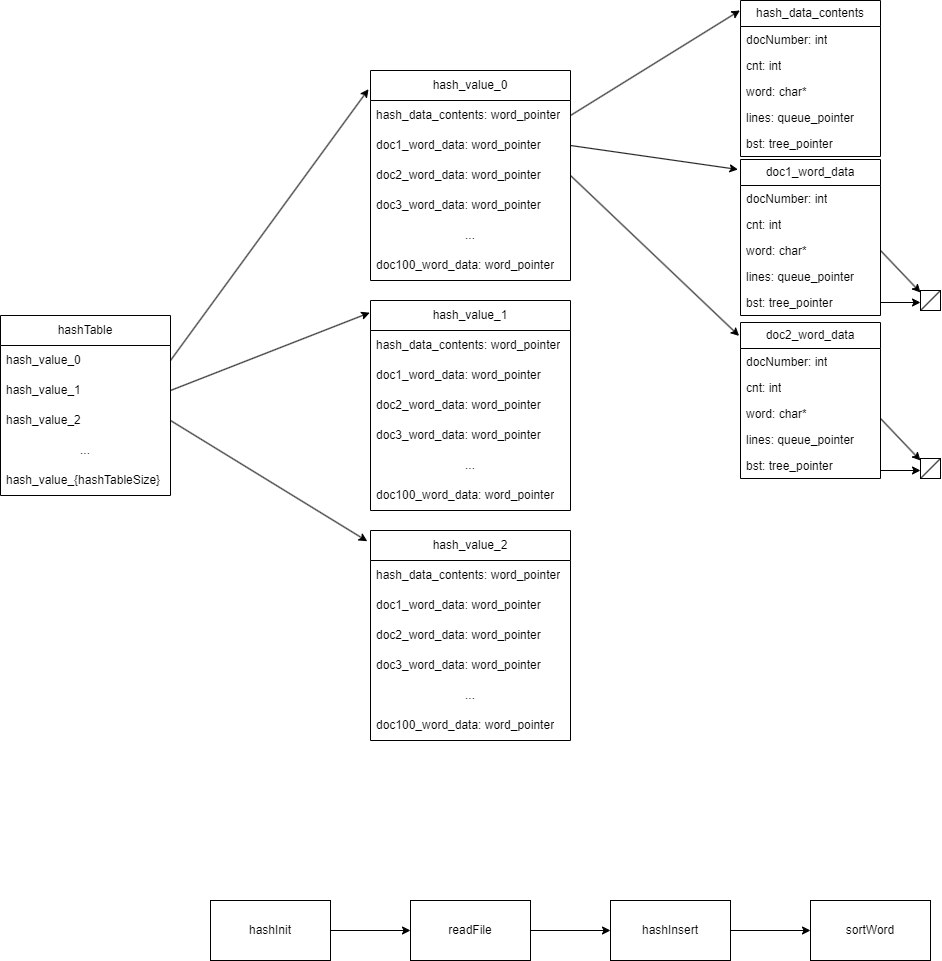 hash_data_contents
docNumber: int
cnt: int
word: char*
lines: queue_pointer
bst: tree_pointer
hash_value_0
hash_data_contents: word_pointer
doc1_word_data: word_pointer
doc2_word_data: word_pointer
doc3_word_data: word_pointer
...
doc100_word_data: word_pointer
doc1_word_data
docNumber: int
cnt: int
word: char*
lines: queue_pointer
bst: tree_pointer
hashTable
hash_value_0
hash_value_1
hash_value_2
...
hash_value_{hashTableSize}
hash_value_1
hash_data_contents: word_pointer
doc1_word_data: word_pointer
doc2_word_data: word_pointer
doc3_word_data: word_pointer
...
doc100_word_data: word_pointer
doc2_word_data
docNumber: int
cnt: int
word: char*
lines: queue_pointer
bst: tree_pointer
hash_value_2
hash_data_contents: word_pointer
doc1_word_data: word_pointer
doc2_word_data: word_pointer
doc3_word_data: word_pointer
...
doc100_word_data: word_pointer
hashInit
readFile
hashInsert
sortWord